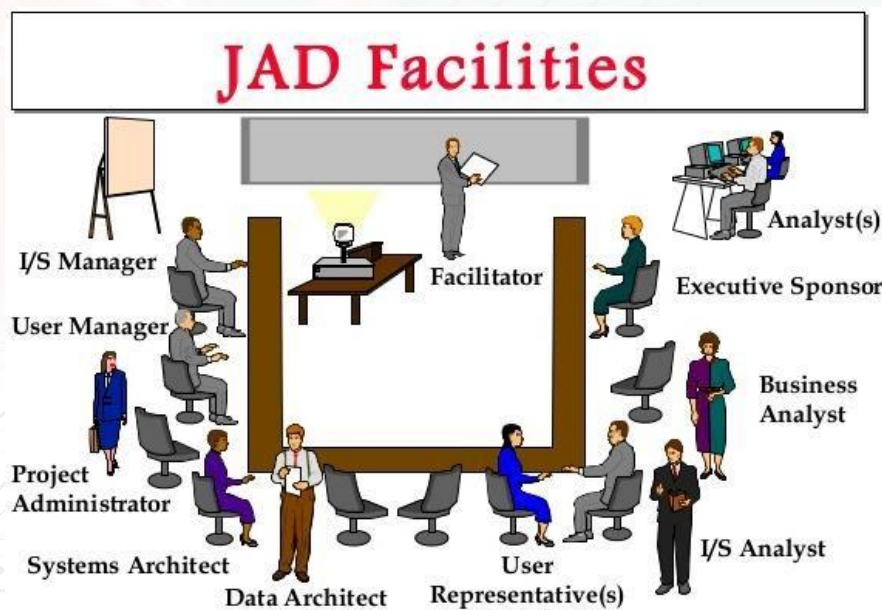 JAD Facilities
I/S Manager
Facilitator
Analyst(s)
Executive Sponsor
User Manager
Business
Analyst
Project
Administrator
Systems Architect
Data Architect
User
Representative(s)
I/S Analyst